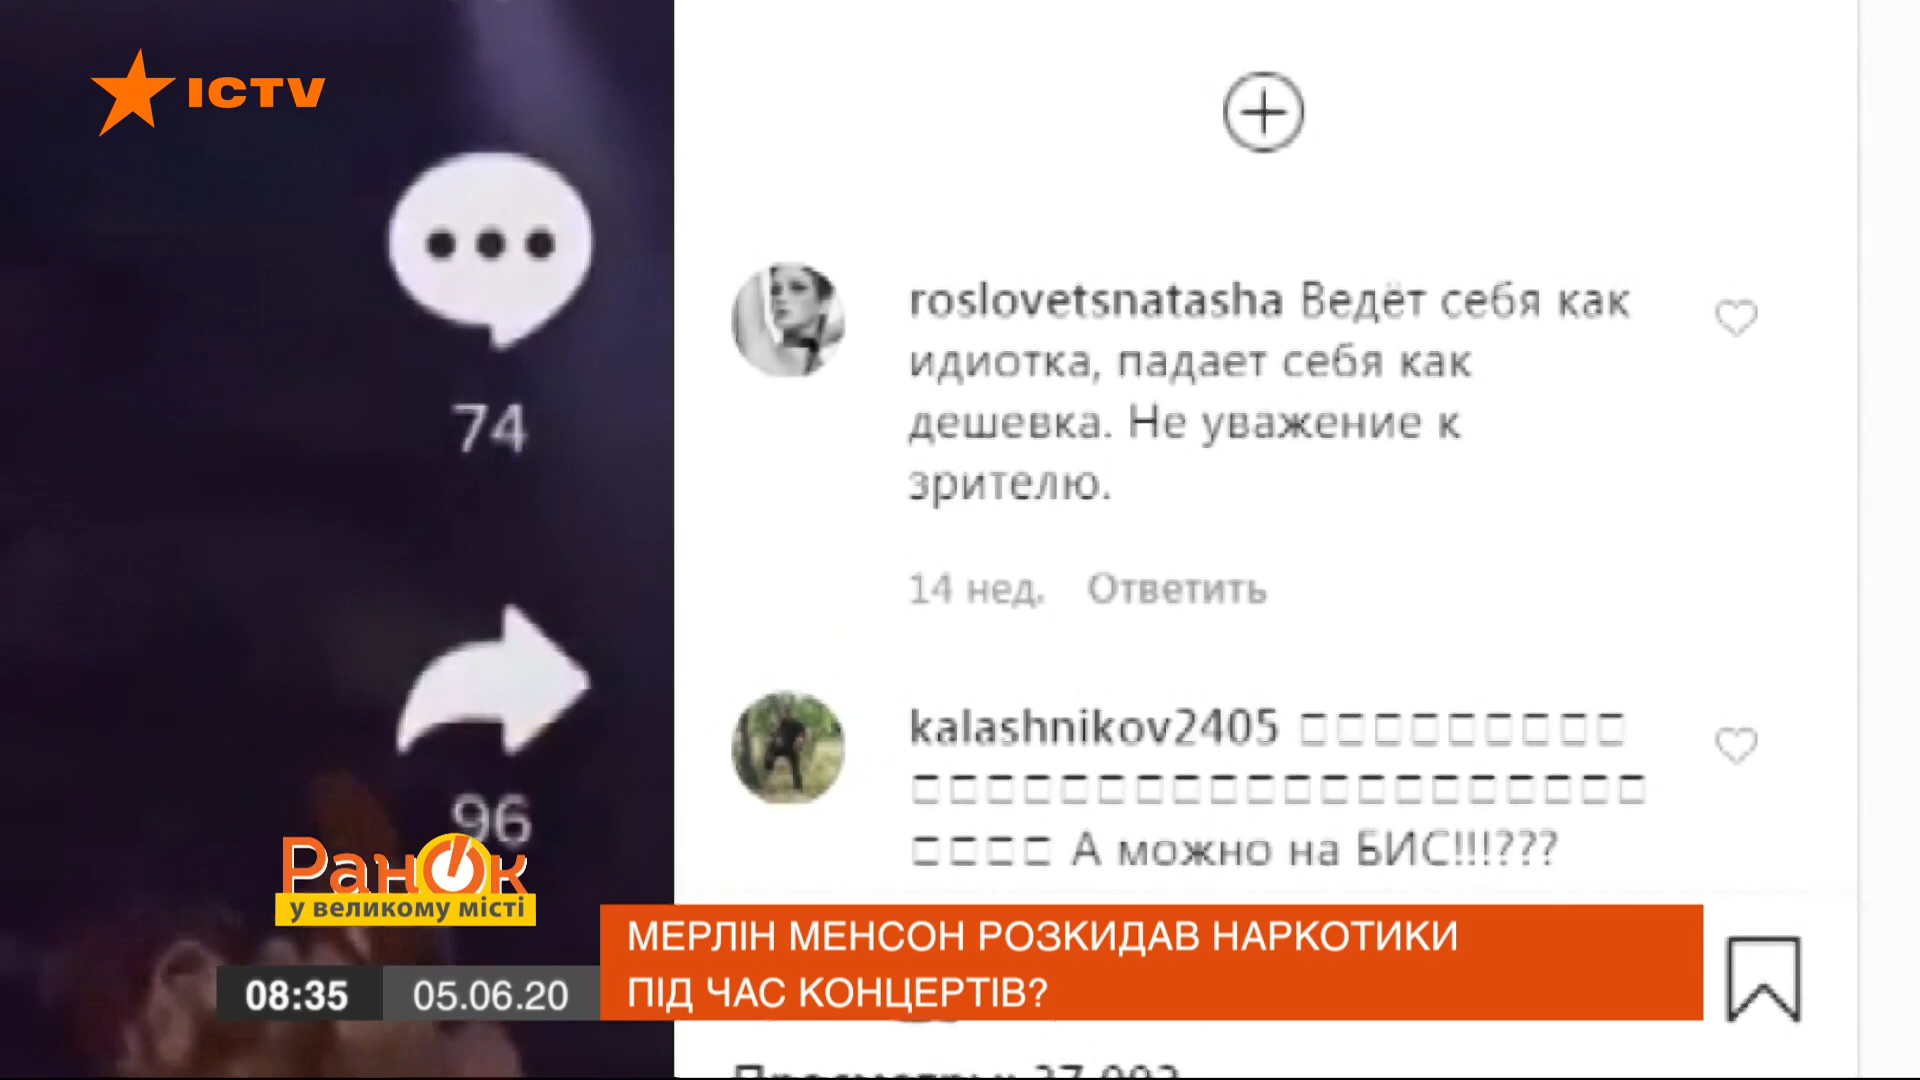 ICTV
74
96
roslovetsnatasha Ведёт себя как
идиотка, падает себя как
дешевка. Не уважение к
зрителю.
14 нед. Ответить
kalashnikov2405 □□□□□□□□□
□□□□□□□□□□□□□□□□□□□□
□□□□ А можно на БИС!!!???
Ранок
у великому місті
МЕРЛІН МЕНСОН РОЗКИДАВ НАРКОТИКИ
ПІД ЧАС КОНЦЕРТІВ?
08:35 05.06.20